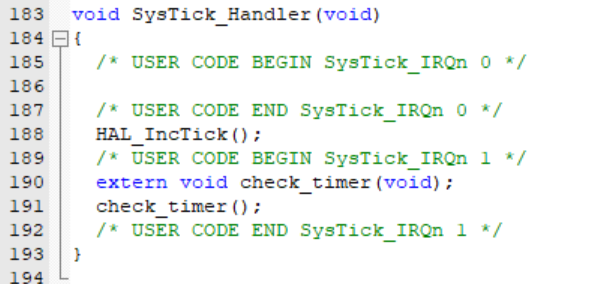 183 void SysTick_Handler(void)
184 {
185 /* USER CODE BEGIN SysTick_IRQn 0 */
186
187 /* USER CODE END SysTick_IRQn 0 */
188 HAL_IncTick();
189 /* USER CODE BEGIN SysTick_IRQn 1 */
190 extern void check_timer(void);
191 check_timer();
192 /* USER CODE END SysTick_IRQn 1 */
193 }
194